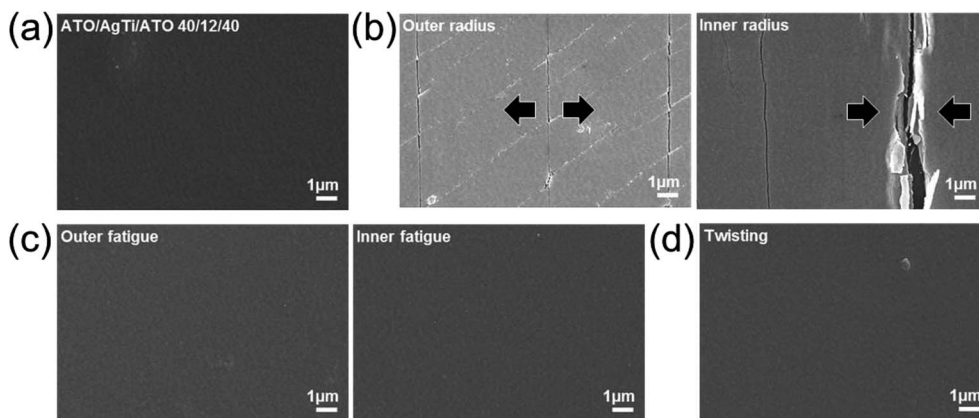 (a)
ATO/AgTi/ATO 40/12/40
1μm
(b)
Outer radius
1μm
Inner radius
1μm
(c)
Outer fatigue
1μm
Inner fatigue
1μm
(d)
Twisting
1μm